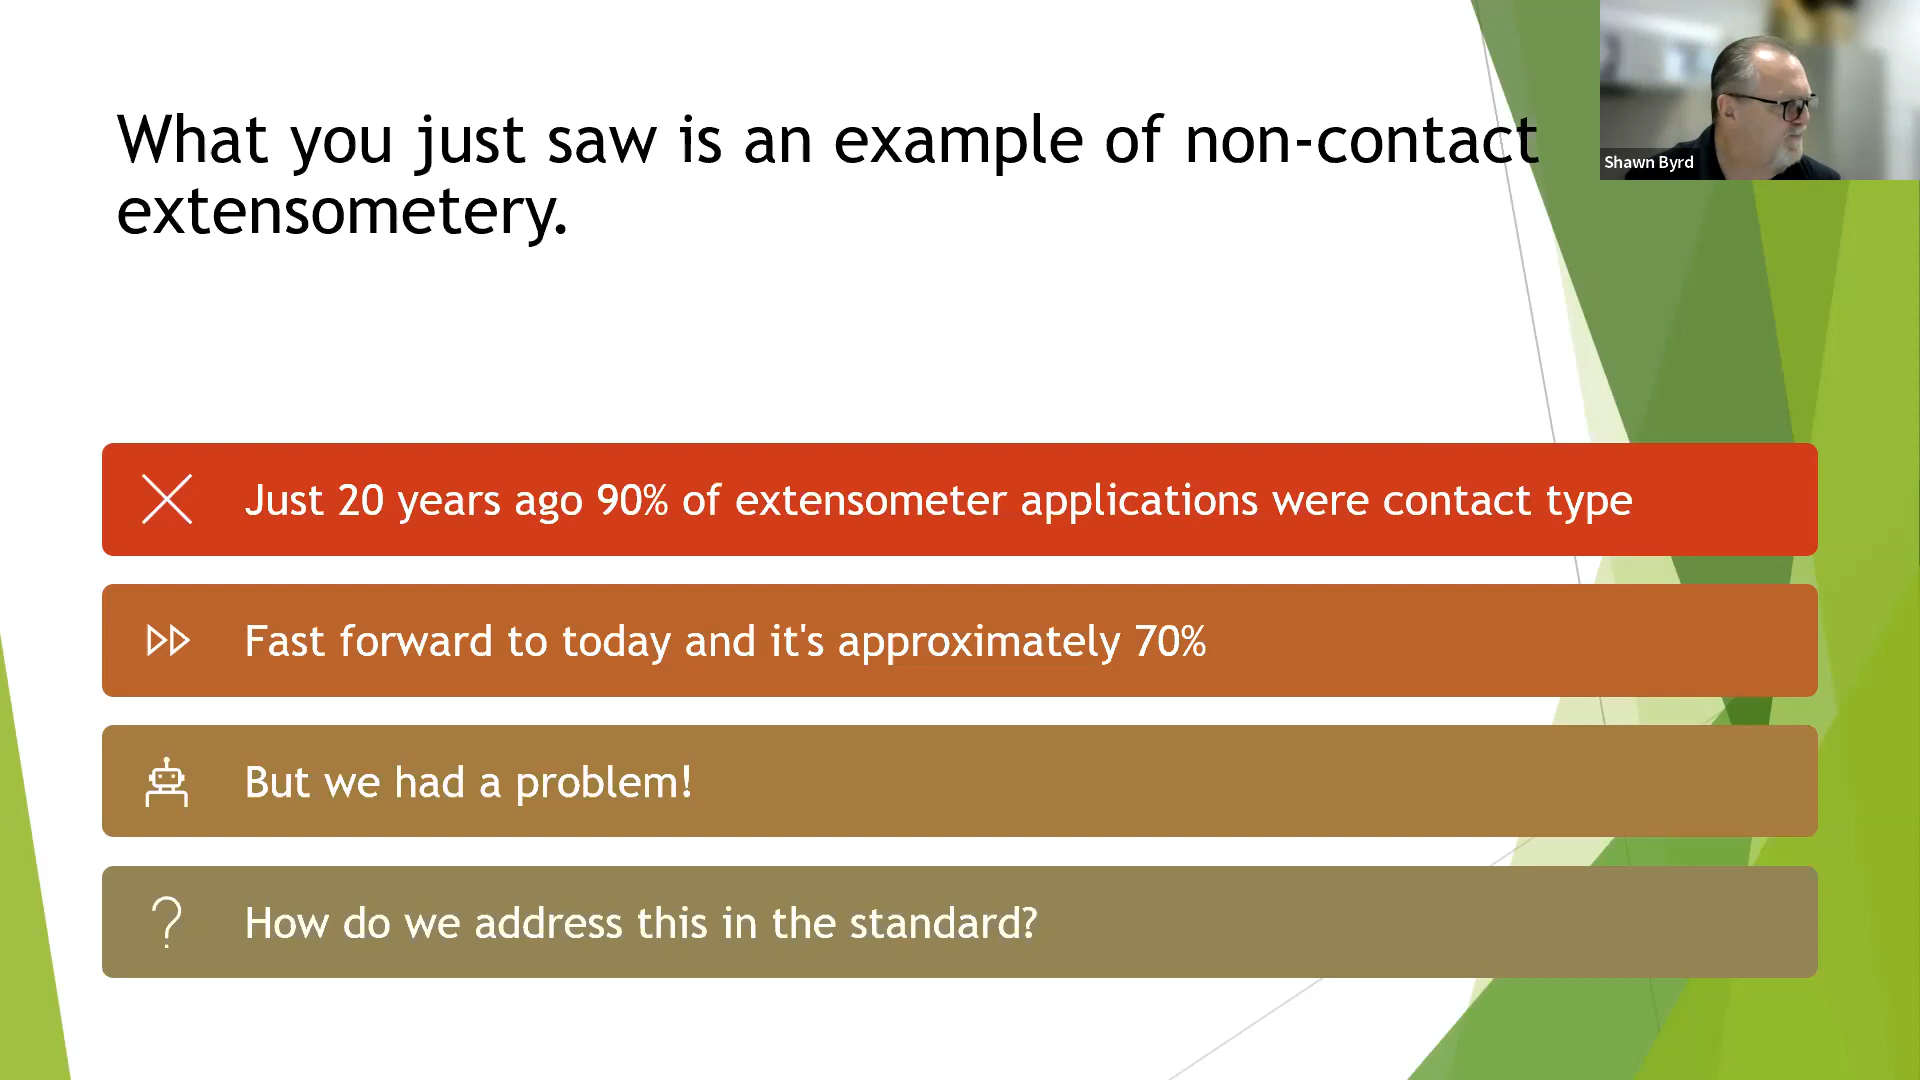 What you just saw is an example of non-contact
extensometery.
Shawn Byrd
Just 20 years ago 90% of extensometer applications were contact type
Fast forward to today and it's approximately 70%
But we had a problem!
How do we address this in the standard?